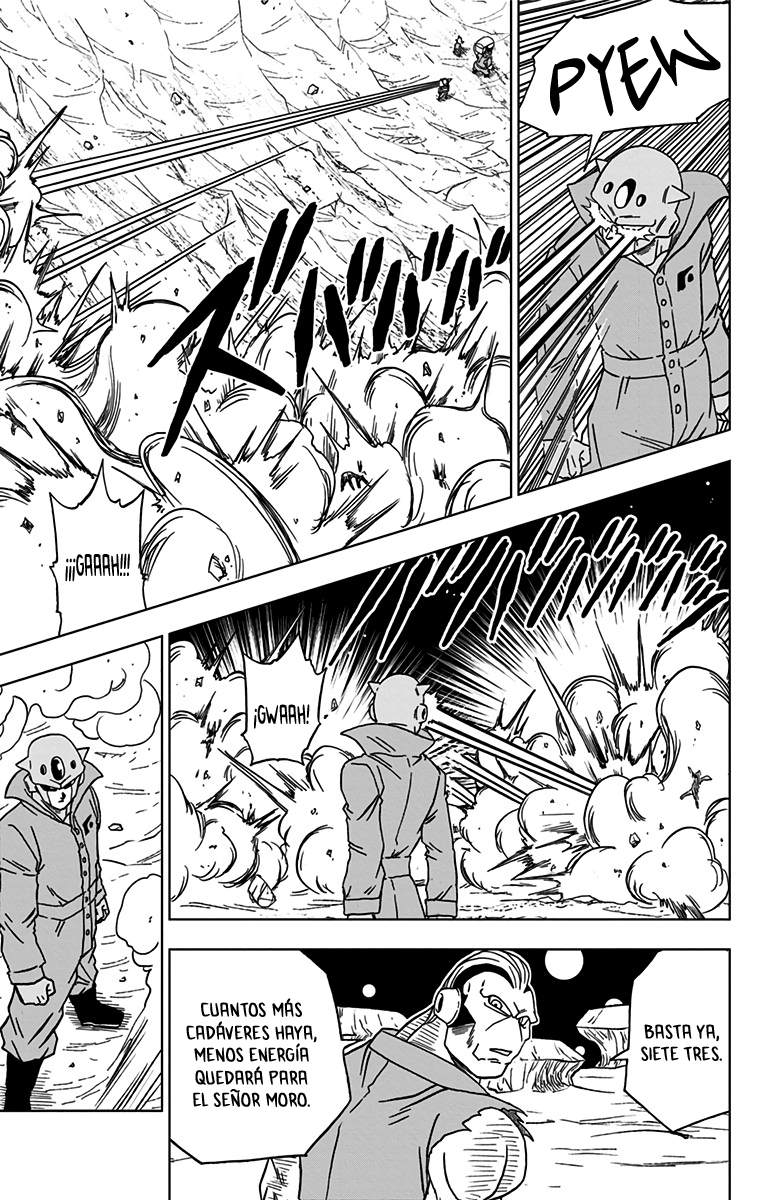 PYEW
ズババババ
¡¡¡GAAAH!!!
¡GWAAH!
BASTA YA,
SIETE TRES.
CUANTOS MÁS
CADÁVERES HAYA,
MENOS ENERGÍA
QUEDARÁ PARA
EL SEÑOR MORO.